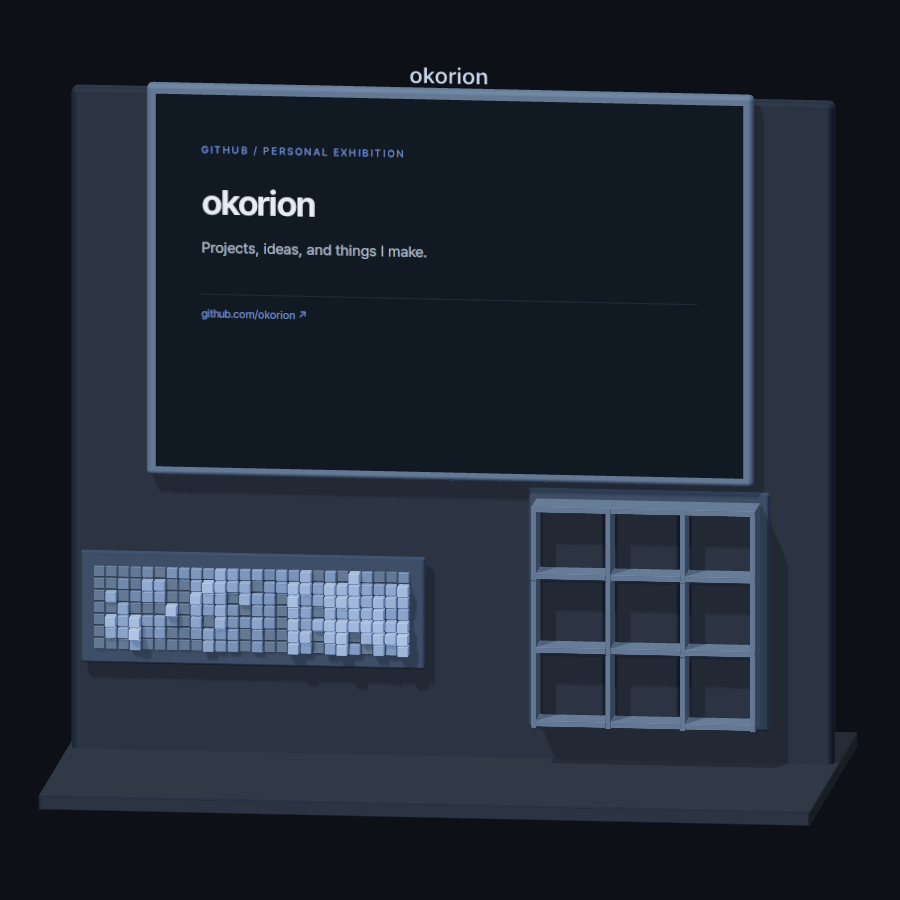 okorion
GITHUB / PERSONAL EXHIBITION
okorion
Projects, ideas, and things I make.
github.com/okorion ↗